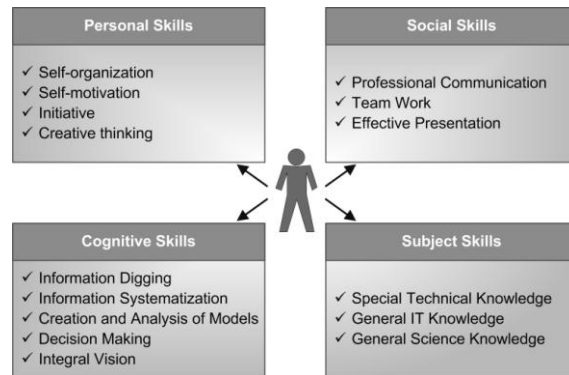 Personal Skills
✓ Self-organization
✓ Self-motivation
✓ Initiative
✓ Creative thinking
Social Skills
✓ Professional Communication
✓ Team Work
✓ Effective Presentation
Cognitive Skills
✓ Information Digging
✓ Information Systematization
✓ Creation and Analysis of Models
✓ Decision Making
✓ Integral Vision
Subject Skills
✓ Special Technical Knowledge
✓ General IT Knowledge
✓ General Science Knowledge